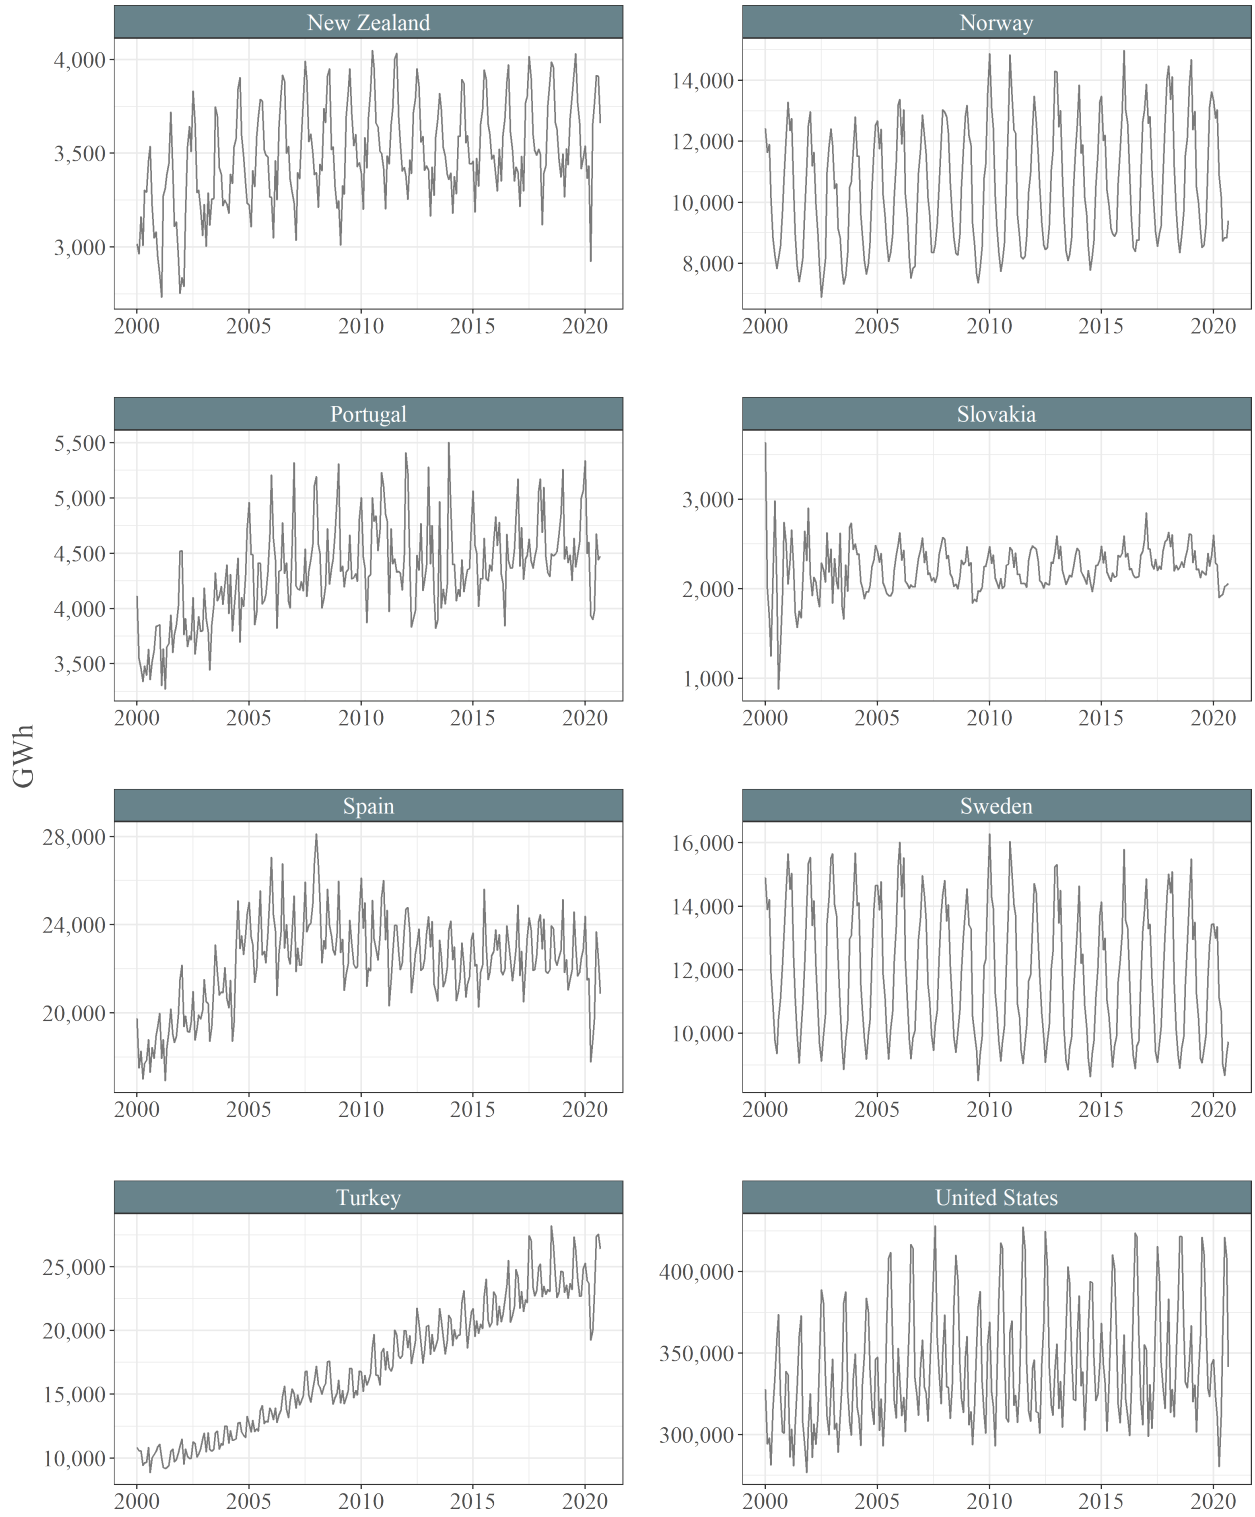 New Zealand
Norway
4,000
3,500
3,000
14,000
12,000
10,000
8,000
2000 2005 2010 2015 2020
2000 2005 2010 2015 2020
Portugal
Slovakia
5,500
5,000
4,500
4,000
3,500
3,000
2,000
1,000
2000 2005 2010 2015 2020
2000 2005 2010 2015 2020
GWh
Spain
Sweden
28,000
24,000
20,000
16,000
14,000
12,000
10,000
2000 2005 2010 2015 2020
2000 2005 2010 2015 2020
Turkey
United States
25,000
20,000
15,000
10,000
400,000
350,000
300,000
2000 2005 2010 2015 2020
2000 2005 2010 2015 2020